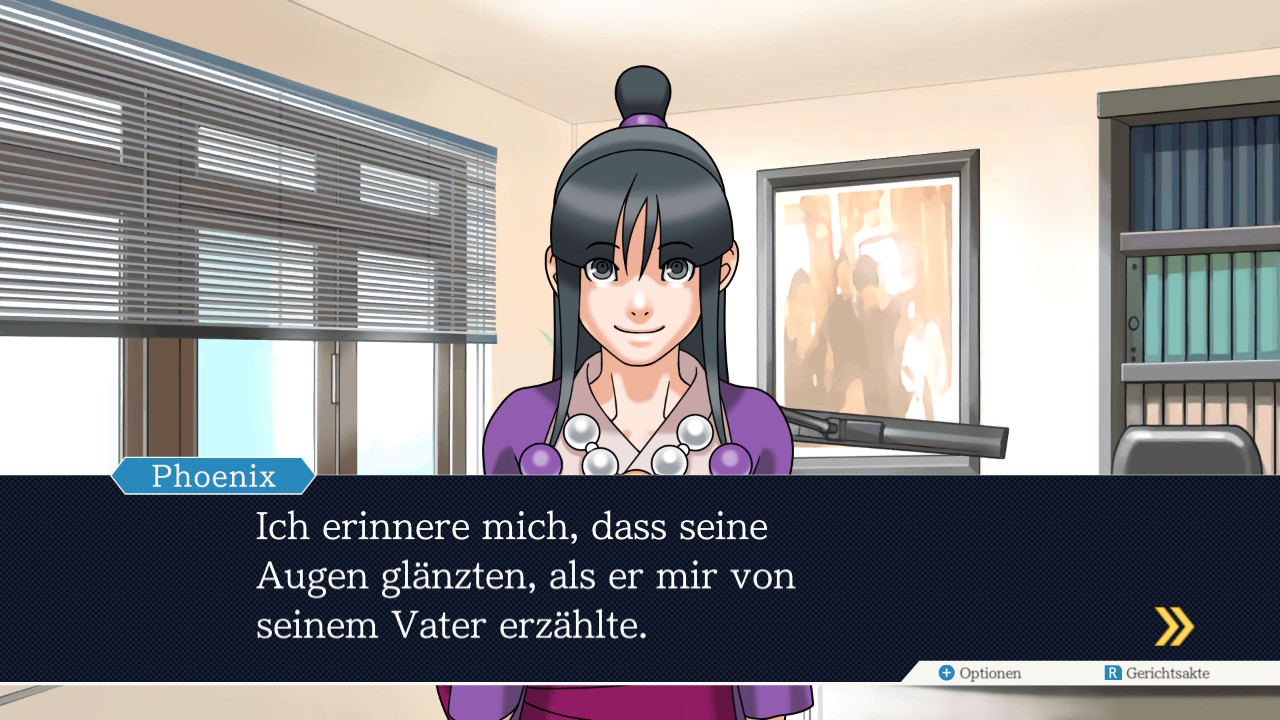 Phoenix
Ich erinnere mich, dass seine
Augen glänzten, als er mir von
seinem Vater erzählte.
+ Optionen
R Gerichtsakte